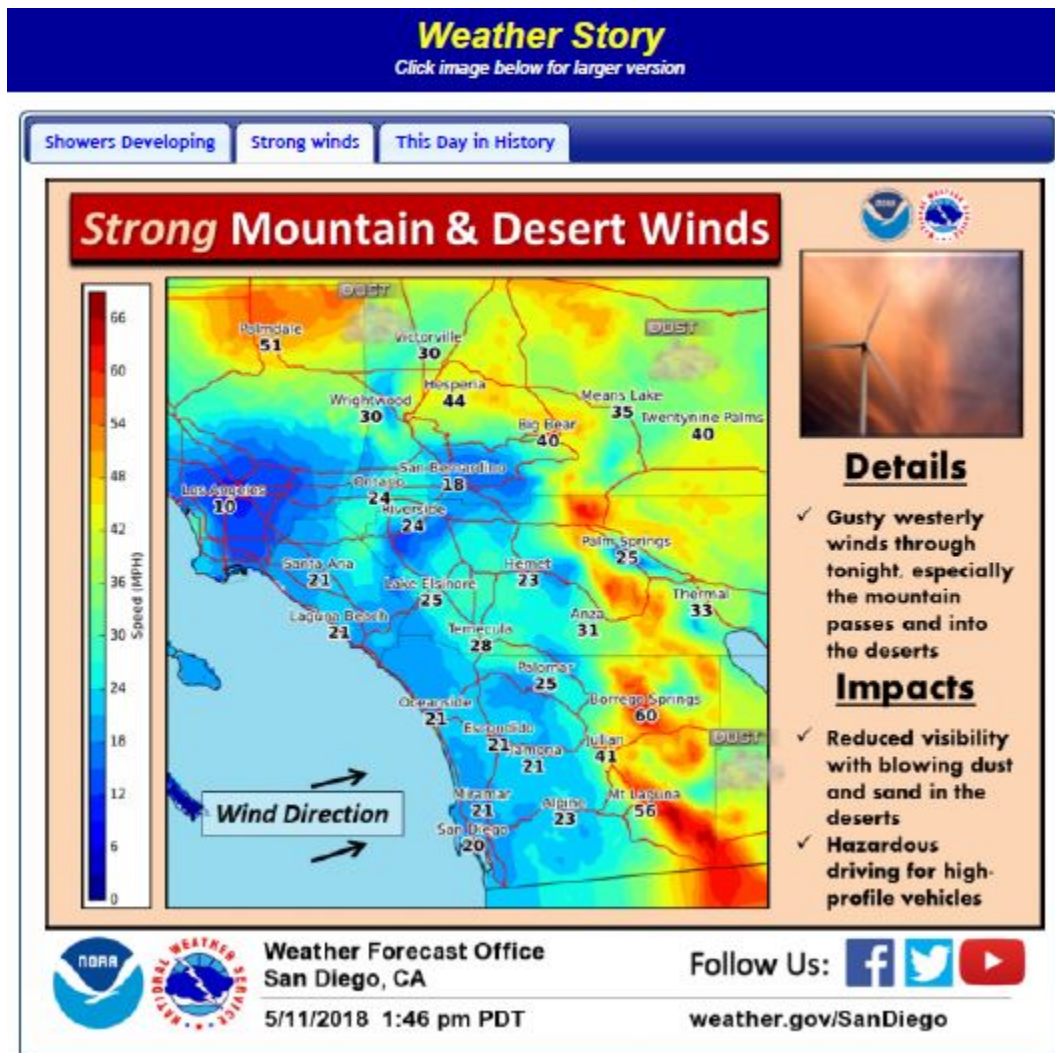 Weather Story
Click image below for larger version
Showers Developing
Strong winds
This Day in History
Strong Mountain & Desert Winds
66
60
54
48
42
36
30
24
18
12
6
0
Speed (MPH)
DUST
DUST
Palmdale
51
Victorville
30
Hesperia
44
Wrightwood
30
Means Lake
35
Twentynine Palms
40
Big Bear
40
San Bernardino
18
Ontario
24
Los Angeles
10
Riverside
24
Palm Springs
25
Santa Ana
21
Hemet
23
Lake Elsinore
25
Thermal
33
Laguna Beach
21
Anza
31
Temecula
28
Palomar
25
Oceanside
21
Borrego Springs
60
Escondido
21
Ramona
21
Julian
41
DUST
Miramar
21
Alpine
23
Mt Laguna
56
San Diego
20
Wind Direction
NOAA
Details
✓ Gusty westerly
winds through
tonight, especially
the mountain
passes and into
the deserts
Impacts
✓ Reduced visibility
with blowing dust
and sand in the
deserts
✓ Hazardous
driving for high-
profile vehicles
NOAA
NATIONAL WEATHER SERVICE
Weather Forecast Office
San Diego, CA
5/11/2018 1:46 pm PDT
Follow Us:
weather.gov/SanDiego